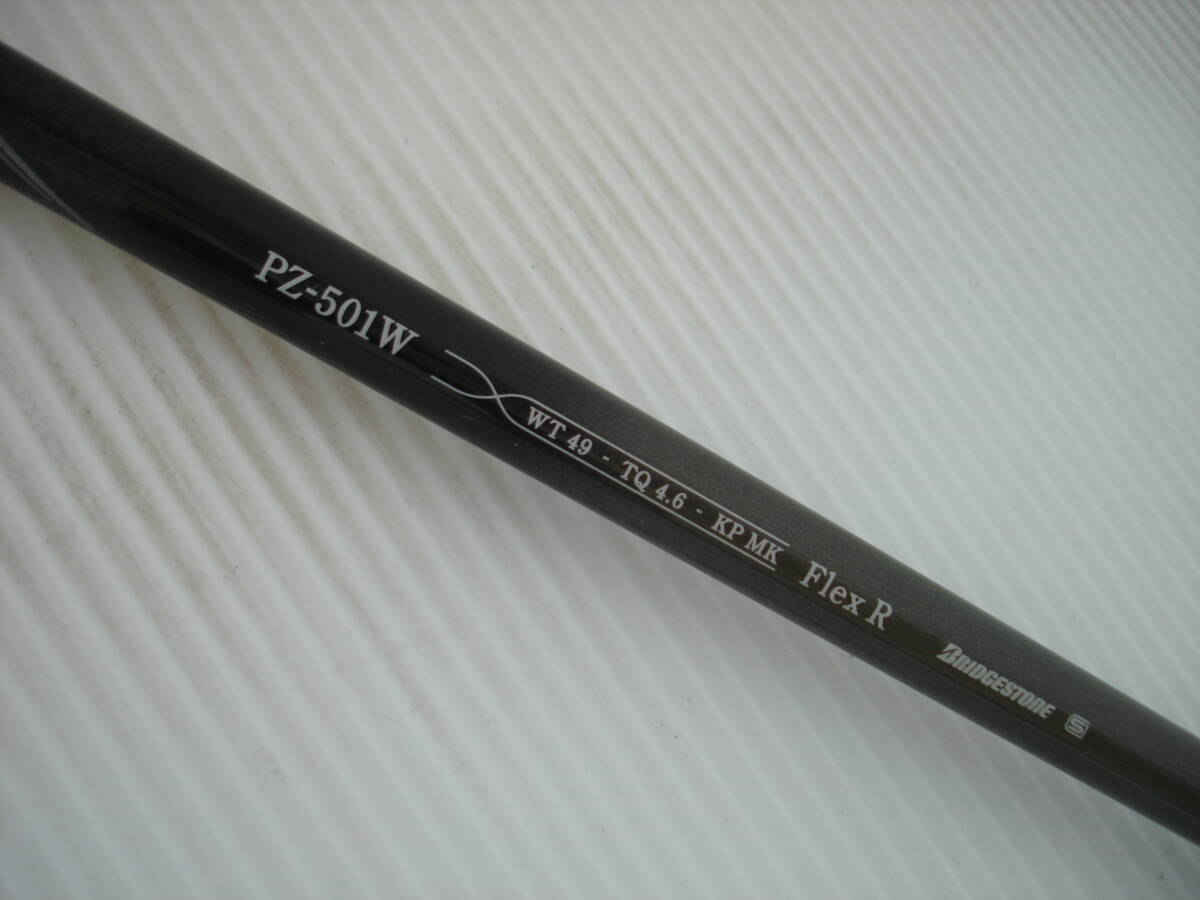 PZ-501W
WT 49 - TQ 4.6 - KP MK
Flex R
BRIDGESTONE S